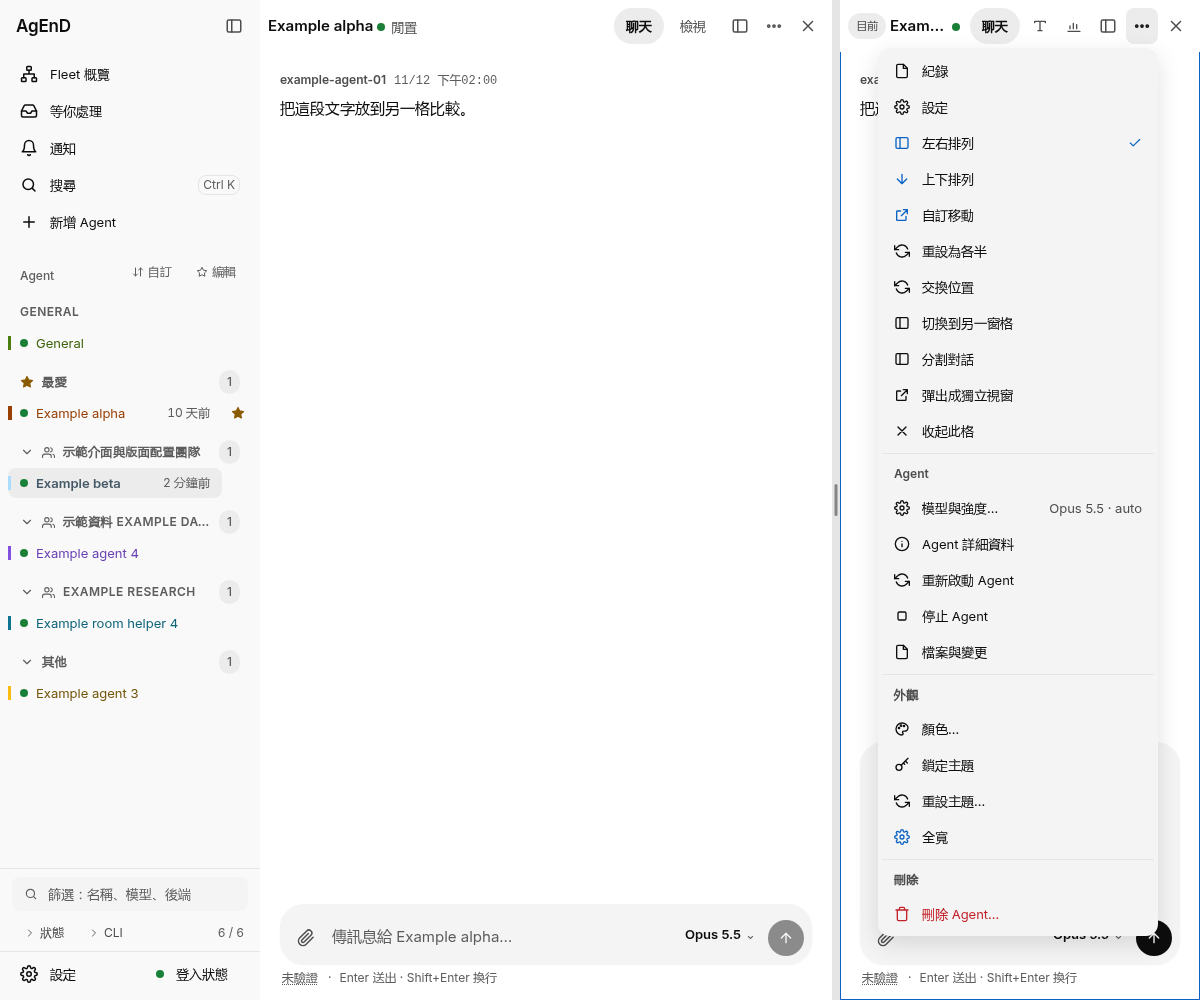 AgEnD
Fleet 概覽
等你處理
通知
搜尋 Ctrl K
新增 Agent
Agent 自訂 編輯
GENERAL
General
最愛 1
Example alpha 10 天前
示範介面與版面配置團隊 1
Example beta 2 分鐘前
示範資料 EXAMPLE DA... 1
Example agent 4
EXAMPLE RESEARCH 1
Example room helper 4
其他 1
Example agent 3
篩選：名稱、模型、後端
狀態 CLI 6 / 6
設定 登入狀態
Example alpha 閒置 聊天 檢視
example-agent-01 11/12 下午02:00
把這段文字放到另一格比較。
傳訊息給 Example alpha... Opus 5.5
未驗證 · Enter 送出 · Shift+Enter 換行
目前 Exam... 聊天
exa
把
紀錄
設定
左右排列
上下排列
自訂移動
重設為各半
交換位置
切換到另一窗格
分割對話
彈出成獨立視窗
收起此格
Agent
模型與強度... Opus 5.5 · auto
Agent 詳細資料
重新啟動 Agent
停止 Agent
檔案與變更
外觀
顏色...
鎖定主題
重設主題...
全寬
刪除
刪除 Agent...
Opus 5.5
未驗證 · Enter 送出 · Shift+Enter 換行